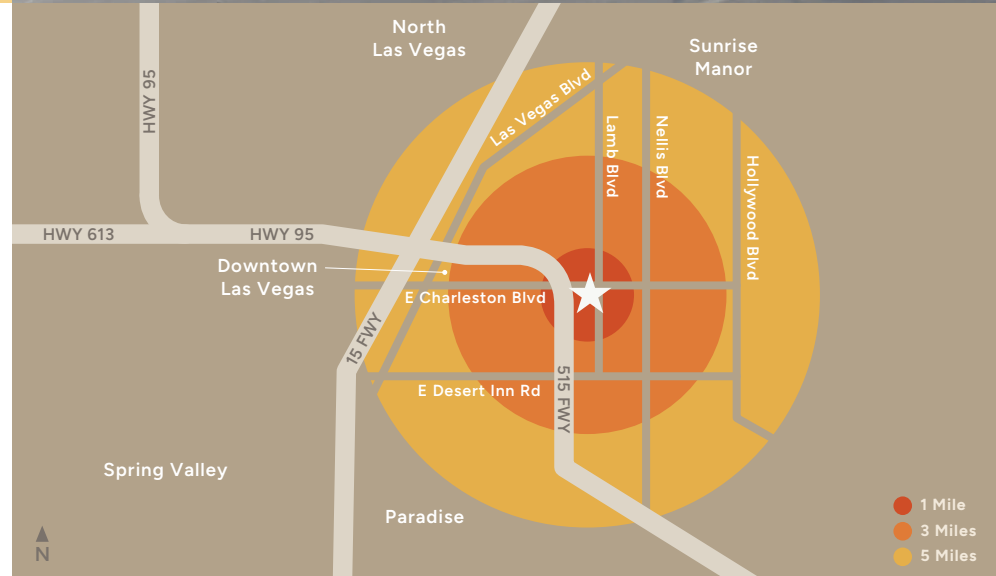 North
Las Vegas
Sunrise
Manor
HWY 95
Las Vegas Blvd
Lamb Blvd
Nellis Blvd
Hollywood Blvd
HWY 613
HWY 95
Downtown
Las Vegas
E Charleston Blvd
15 FWY
E Desert Inn Rd
515 FWY
Spring Valley
Paradise
N
1 Mile
3 Miles
5 Miles